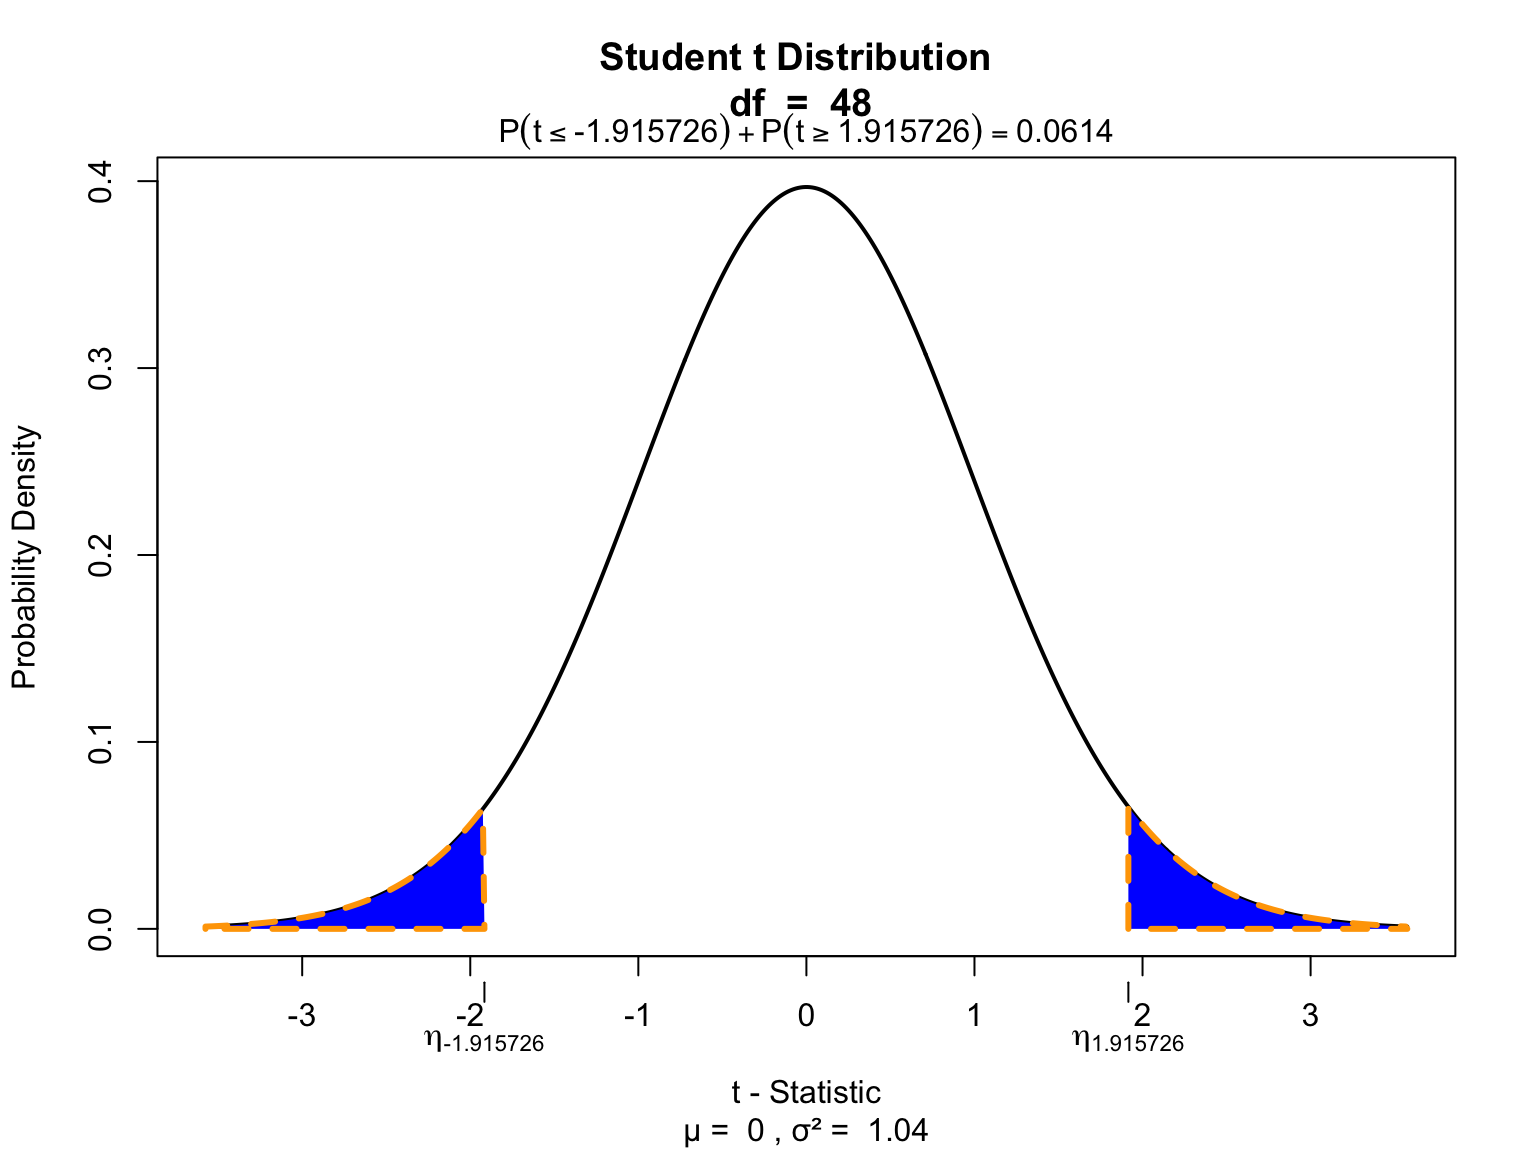 Student t Distribution
df = 48
P(t ≤ -1.915726) + P(t ≥ 1.915726) = 0.0614
Probability Density
0.4
0.3
0.2
0.1
0.0
-3 -2 -1 0 1 2 3
η-1.915726 η1.915726
t - Statistic
μ = 0 , σ² = 1.04